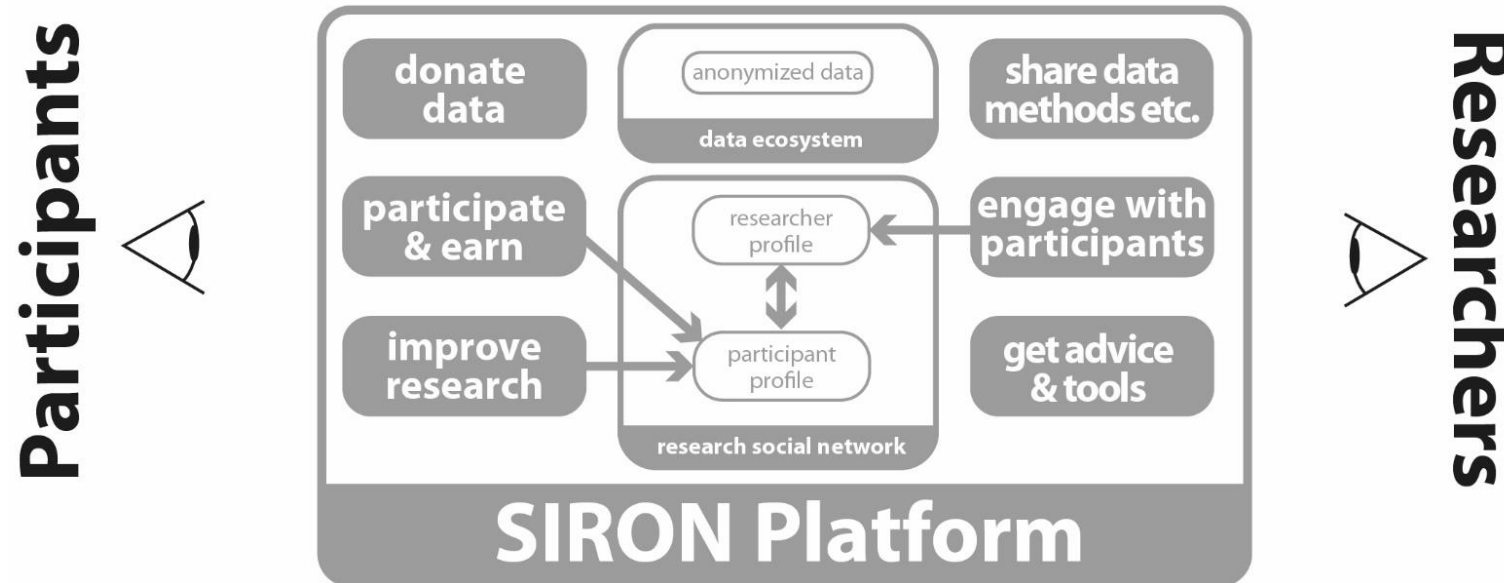 Participants
donate
data
participate
& earn
improve
research
anonymized data
data ecosystem
researcher
profile
participant
profile
research social network
share data
methods etc.
engage with
participants
get advice
& tools
SIRON Platform
Researchers